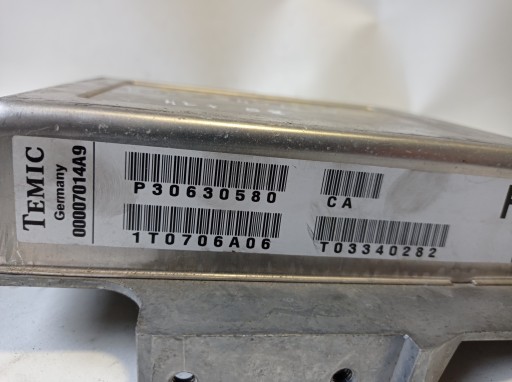 TEMIC
Germany
00007014A9
P30630580
CA
1T0706A06
T03340282